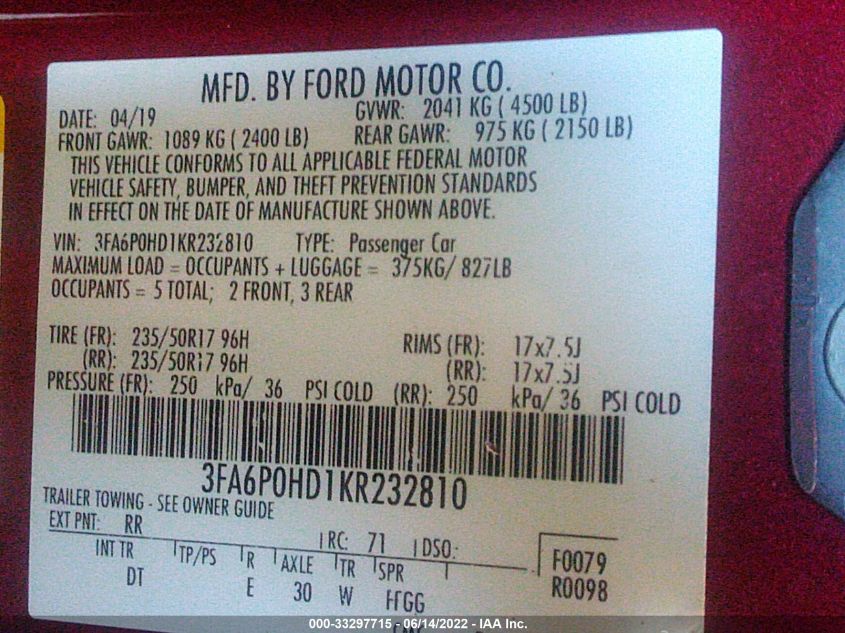 MFD. BY FORD MOTOR CO.
DATE: 04/19 GVWR: 2041 KG ( 4500 LB)
FRONT GAWR: 1089 KG ( 2400 LB) REAR GAWR: 975 KG ( 2150 LB)
THIS VEHICLE CONFORMS TO ALL APPLICABLE FEDERAL MOTOR
VEHICLE SAFETY, BUMPER, AND THEFT PREVENTION STANDARDS
IN EFFECT ON THE DATE OF MANUFACTURE SHOWN ABOVE.
VIN: 3FA6P0HD1KR232810 TYPE: Passenger Car
MAXIMUM LOAD = OCCUPANTS + LUGGAGE = 375KG/ 827LB
OCCUPANTS = 5 TOTAL; 2 FRONT, 3 REAR
TIRE (FR): 235/50R17 96H RIMS (FR): 17x7.5J
(RR): 235/50R17 96H (RR): 17x7.5J
PRESSURE (FR): 250 kPa/ 36 PSI COLD (RR): 250 kPa/ 36 PSI COLD
3FA6P0HD1KR232810
TRAILER TOWING - SEE OWNER GUIDE
EXT PNT: RR RC: 71 DSO:
INT TR TP/PS R AXLE TR SPR F0079
DT E 30 W FFGG R0098
000-33297715 - 06/14/2022 - IAA Inc.